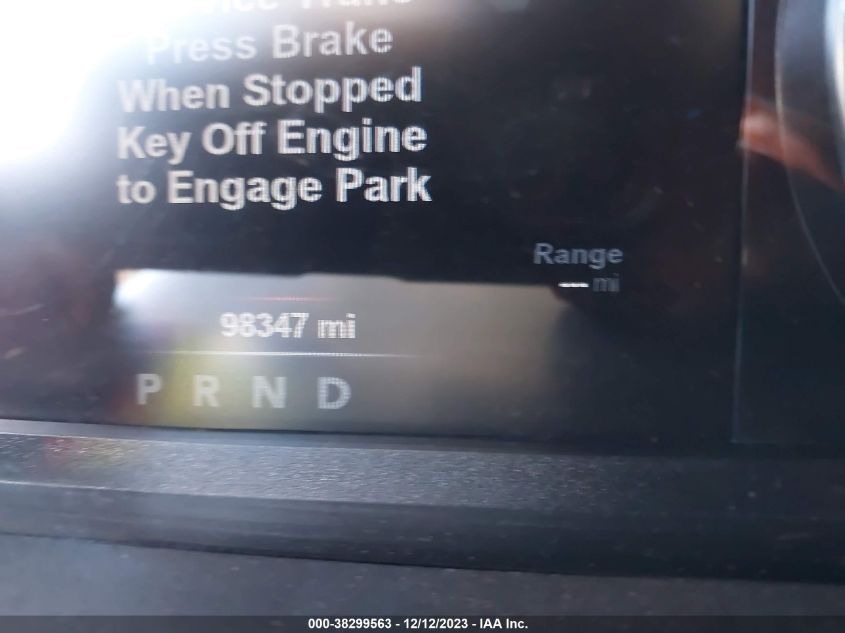 Press Brake
When Stopped
Key Off Engine
to Engage Park
Range
--- mi
98347 mi
P R N D
000-38299563 - 12/12/2023 - IAA Inc.